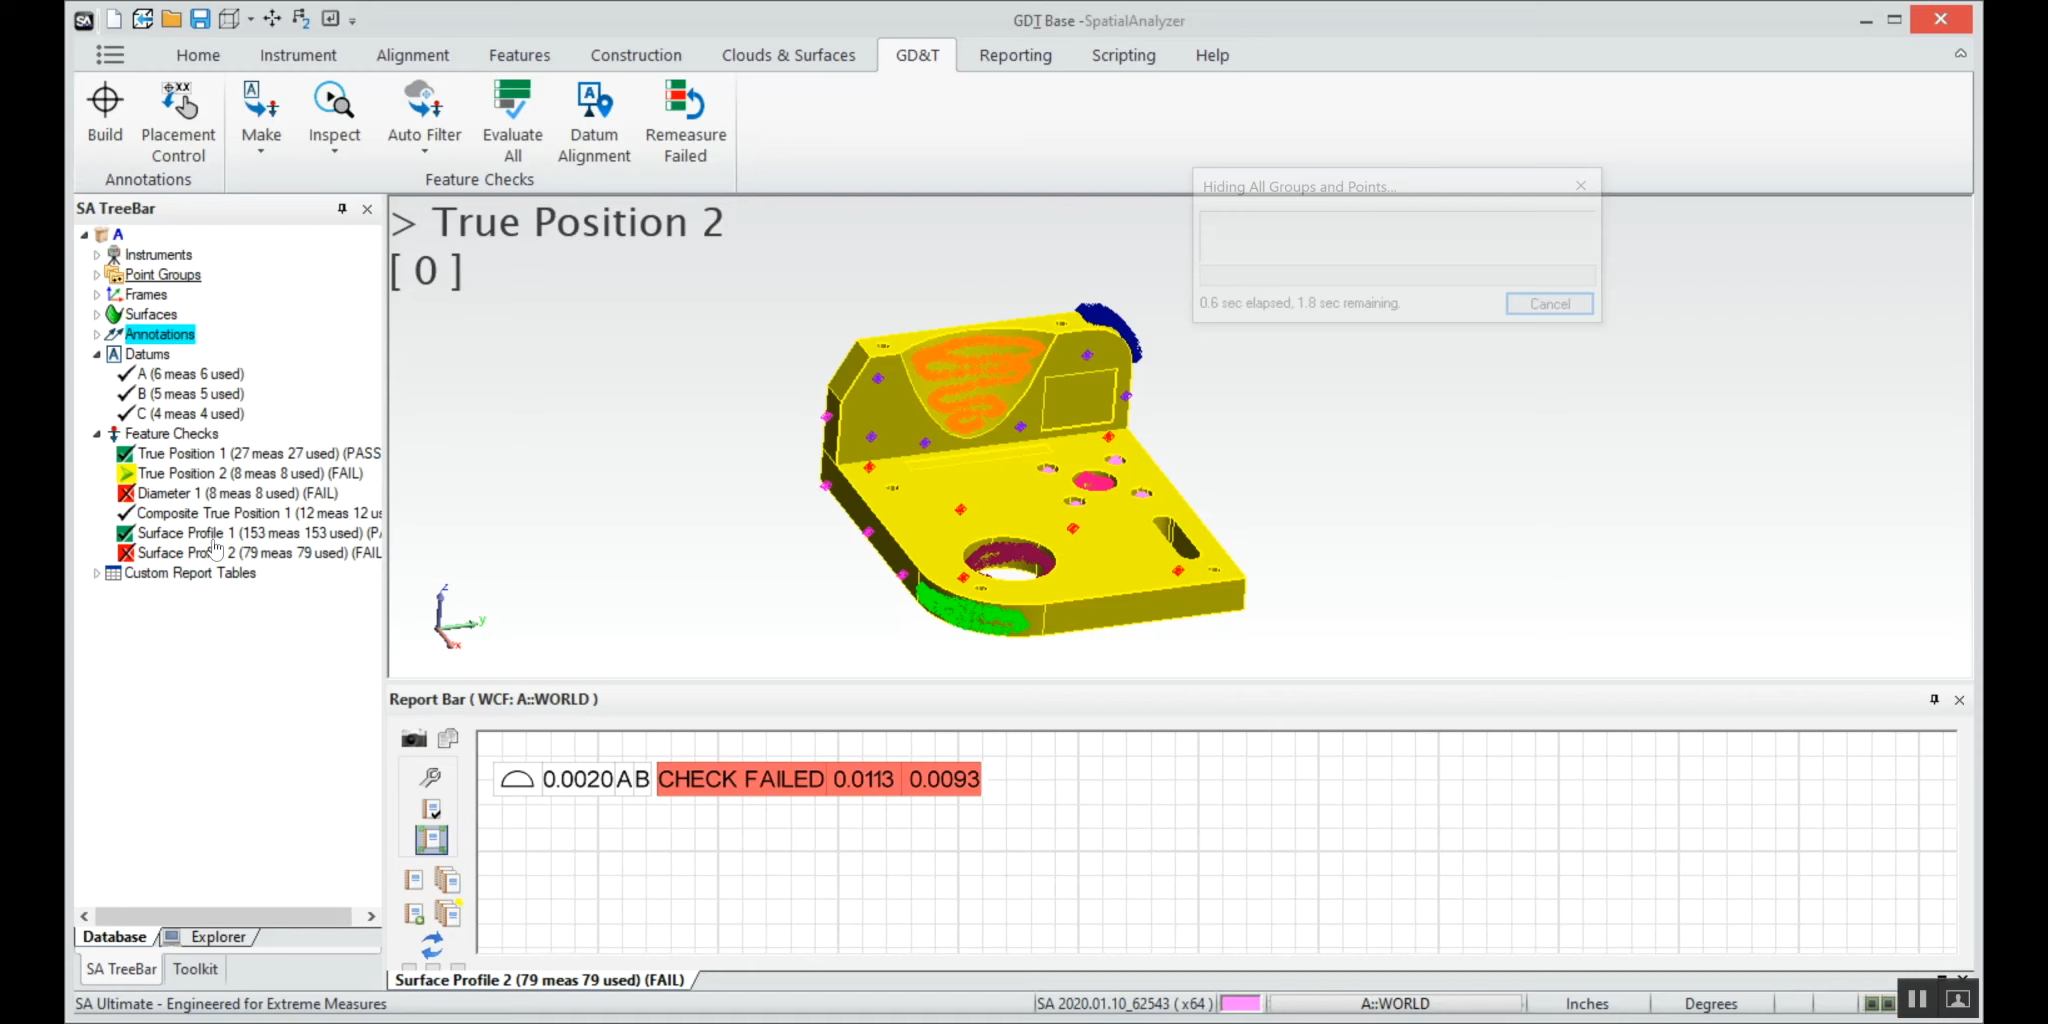 GDT Base -SpatialAnalyzer
Home Instrument Alignment Features Construction Clouds & Surfaces GD&T Reporting Scripting Help
Build
Placement Control
Annotations
Make
Inspect
Auto Filter
Evaluate All
Datum Alignment
Remeasure Failed
Feature Checks
SA TreeBar
A
Instruments
Point Groups
Frames
Surfaces
Annotations
Datums
A (6 meas 6 used)
B (5 meas 5 used)
C (4 meas 4 used)
Feature Checks
True Position 1 (27 meas 27 used) (PASS
True Position 2 (8 meas 8 used) (FAIL)
Diameter 1 (8 meas 8 used) (FAIL)
Composite True Position 1 (12 meas 12 us
Surface Profile 1 (153 meas 153 used) (P
Surface Prof 2 (79 meas 79 used) (FAIL
Custom Report Tables
Database Explorer
SA TreeBar Toolkit
> True Position 2
[ 0 ]
Hiding All Groups and Points...
0.6 sec elapsed, 1.8 sec remaining.
Cancel
z
y
x
Report Bar ( WCF: A::WORLD )
0.0020 A B CHECK FAILED 0.0113 0.0093
Surface Profile 2 (79 meas 79 used) (FAIL)
SA Ultimate - Engineered for Extreme Measures
SA 2020.01.10_62543 ( x64 )
A::WORLD
Inches
Degrees